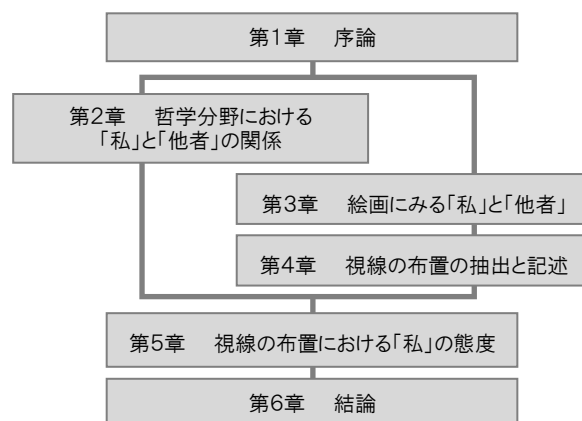 第1章　序論
第2章　哲学分野における
「私」と「他者」の関係
第3章　絵画にみる「私」と「他者」
第4章　視線の布置の抽出と記述
第5章　視線の布置における「私」の態度
第6章　結論